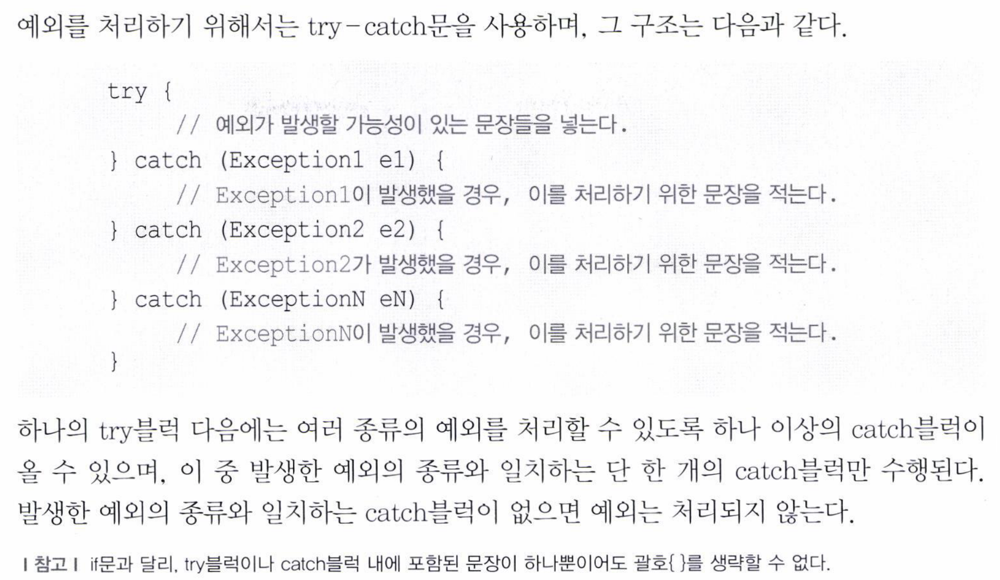 예외를 처리하기 위해서는 try-catch문을 사용하며, 그 구조는 다음과 같다.
try {
// 예외가 발생할 가능성이 있는 문장들을 넣는다.
} catch (Exception1 e1) {
// Exception1이 발생했을 경우, 이를 처리하기 위한 문장을 적는다.
} catch (Exception2 e2) {
// Exception2가 발생했을 경우, 이를 처리하기 위한 문장을 적는다.
} catch (ExceptionN eN) {
// ExceptionN이 발생했을 경우, 이를 처리하기 위한 문장을 적는다.
}
하나의 try블럭 다음에는 여러 종류의 예외를 처리할 수 있도록 하나 이상의 catch블럭이
올 수 있으며, 이 중 발생한 예외의 종류와 일치하는 단 한 개의 catch블럭만 수행된다.
발생한 예외의 종류와 일치하는 catch블럭이 없으면 예외는 처리되지 않는다.
| 참고 | if문과 달리, try블럭이나 catch블럭 내에 포함된 문장이 하나뿐이어도 괄호{ }를 생략할 수 없다.